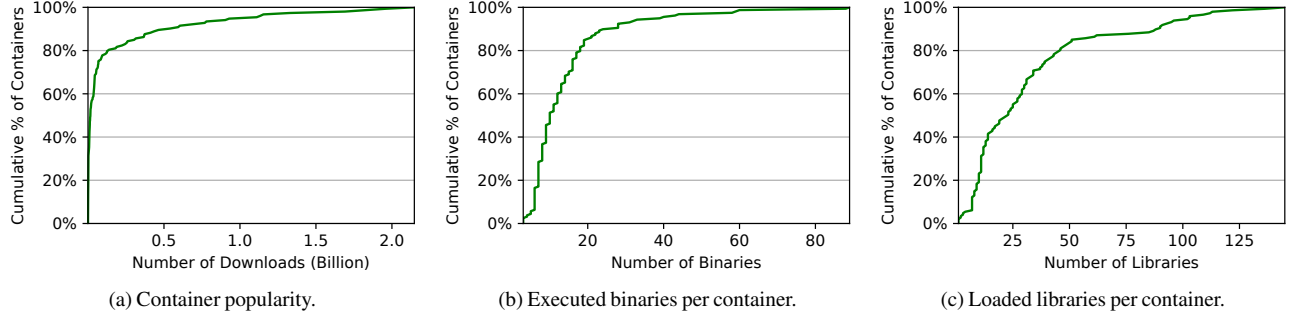 100%
80%
60%
40%
20%
0%
Cumulative % of Containers
0.5 1.0 1.5 2.0
Number of Downloads (Billion)
(a) Container popularity.
100%
80%
60%
40%
20%
0%
Cumulative % of Containers
20 40 60 80
Number of Binaries
(b) Executed binaries per container.
100%
80%
60%
40%
20%
0%
Cumulative % of Containers
25 50 75 100 125
Number of Libraries
(c) Loaded libraries per container.